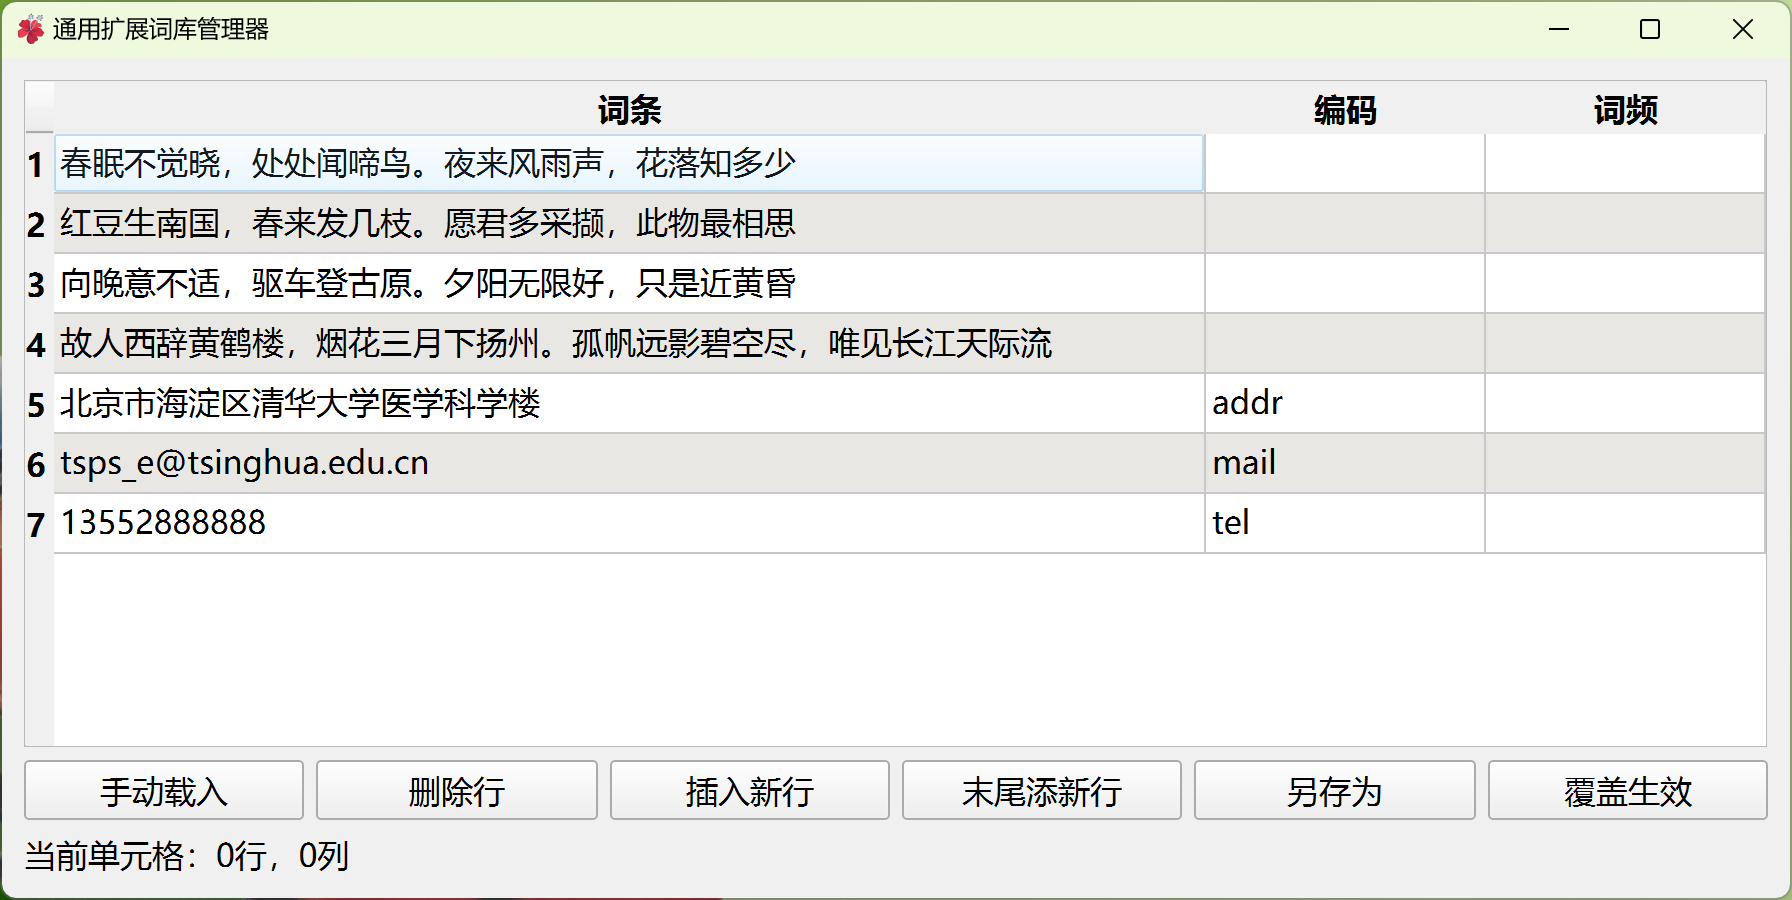 通用扩展词库管理器
词条 编码 词频
1 春眠不觉晓，处处闻啼鸟。夜来风雨声，花落知多少
2 红豆生南国，春来发几枝。愿君多采撷，此物最相思
3 向晚意不适，驱车登古原。夕阳无限好，只是近黄昏
4 故人西辞黄鹤楼，烟花三月下扬州。孤帆远影碧空尽，唯见长江天际流
5 北京市海淀区清华大学医学科学楼 addr
6 tsps_e@tsinghua.edu.cn mail
7 13552888888 tel
手动载入 删除行 插入新行 末尾添新行 另存为 覆盖生效
当前单元格：0行，0列